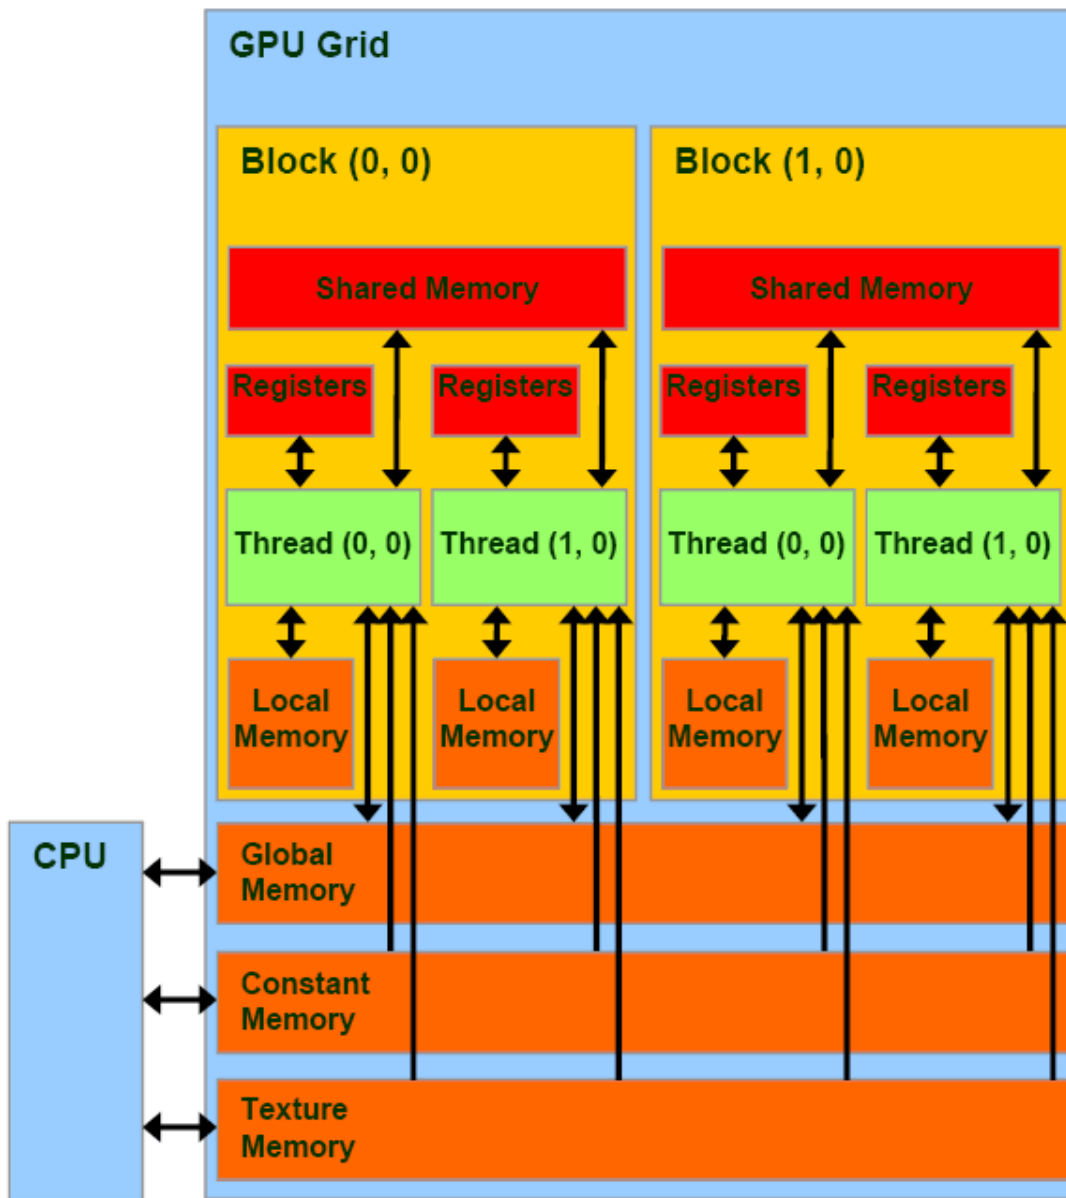 GPU Grid
Block (0, 0)
Block (1, 0)
Shared Memory
Shared Memory
Registers
Registers
Registers
Registers
Thread (0, 0)
Thread (1, 0)
Thread (0, 0)
Thread (1, 0)
Local
Memory
Local
Memory
Local
Memory
Local
Memory
CPU
Global
Memory
Constant
Memory
Texture
Memory